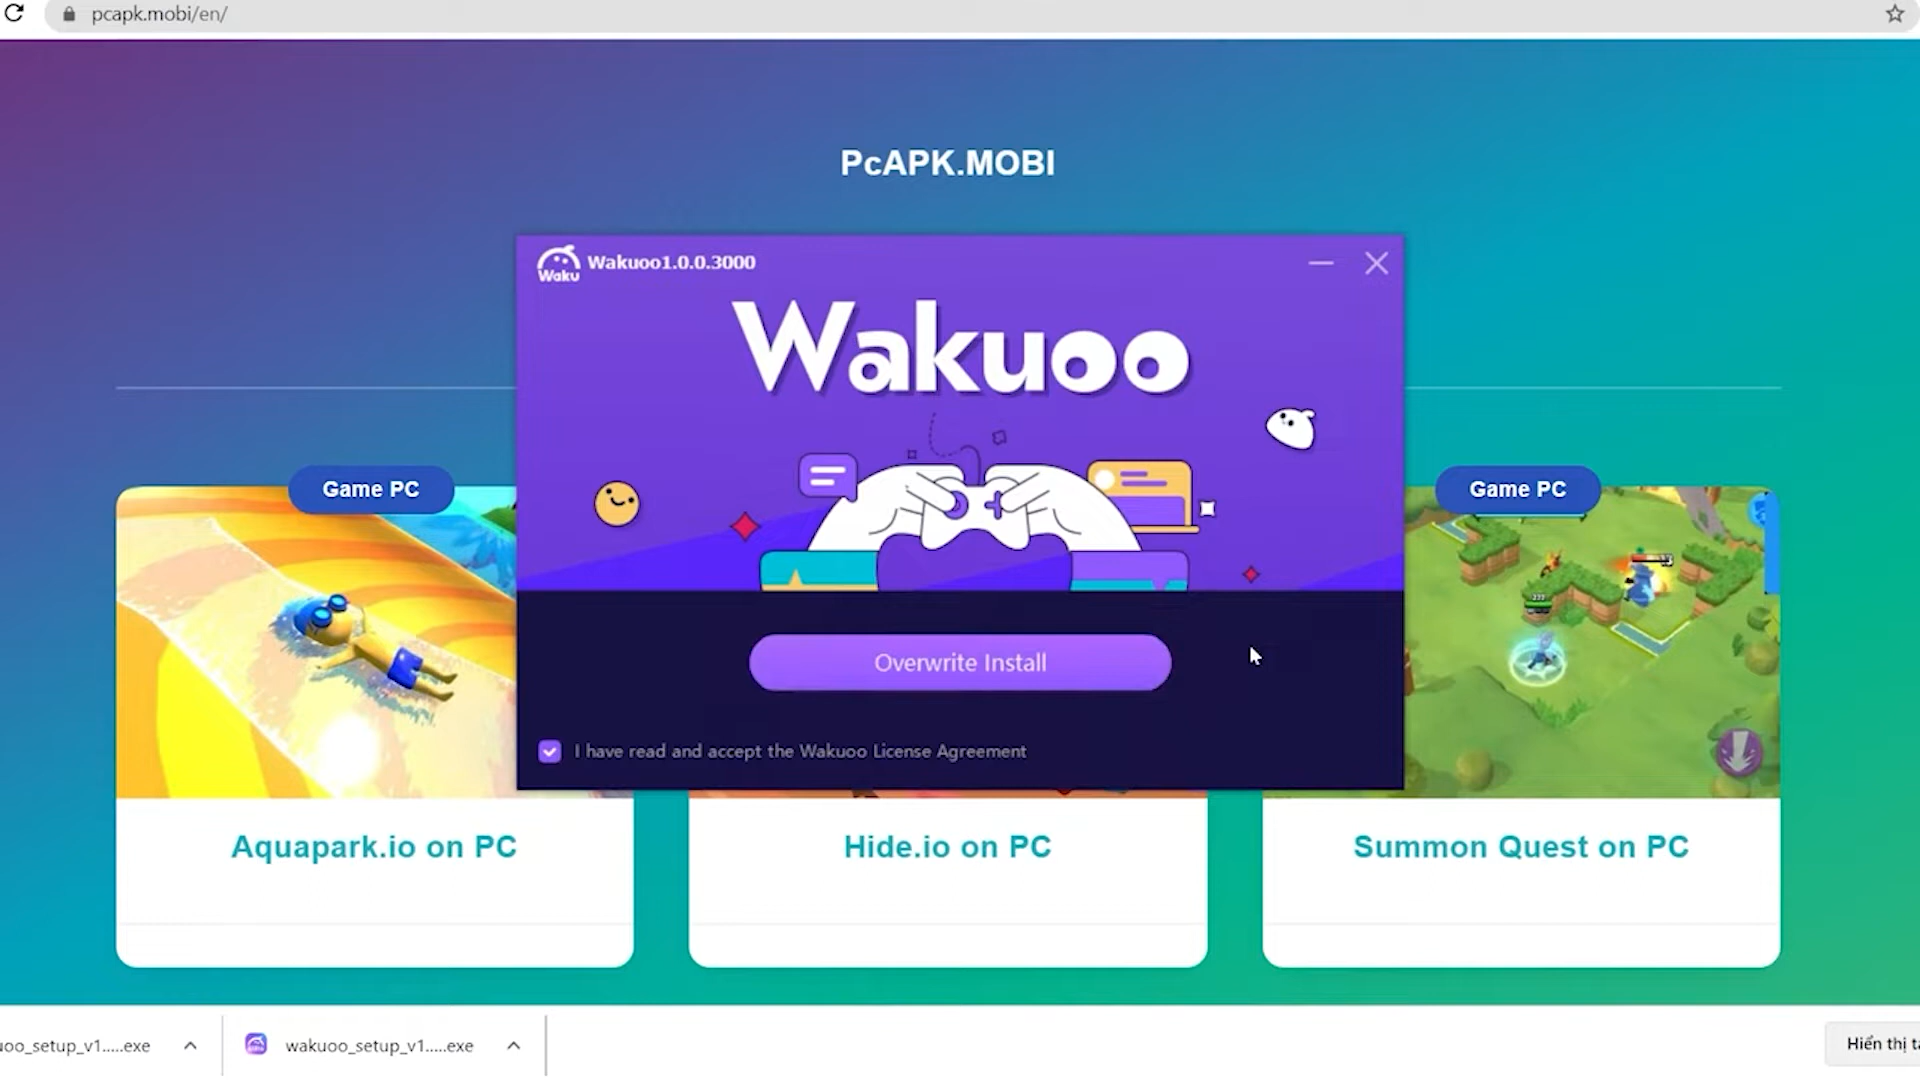 pcapk.mobi/en/
PcAPK.MOBI
Waku
Wakuoo1.0.0.3000
Wakuoo
Game PC
Game PC
Overwrite Install
I have read and accept the Wakuoo License Agreement
Aquapark.io on PC
Hide.io on PC
Summon Quest on PC
uoo_setup_v1.....exe
wakuoo_setup_v1.....exe
Hiển thị tấ